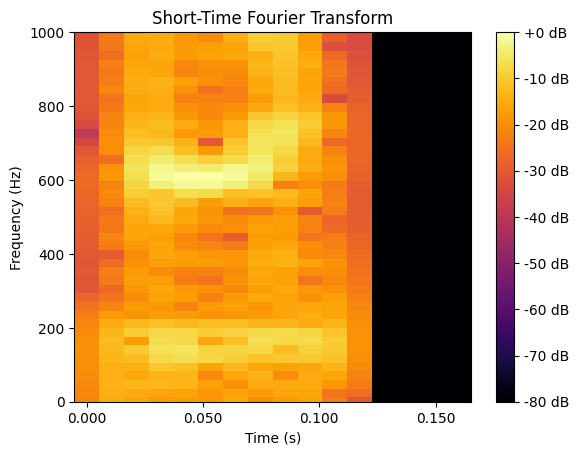 Short-Time Fourier Transform
1000
800
600
400
200
0
Frequency (Hz)
0.000
0.050
0.100
0.150
Time (s)
+0 dB
-10 dB
-20 dB
-30 dB
-40 dB
-50 dB
-60 dB
-70 dB
-80 dB